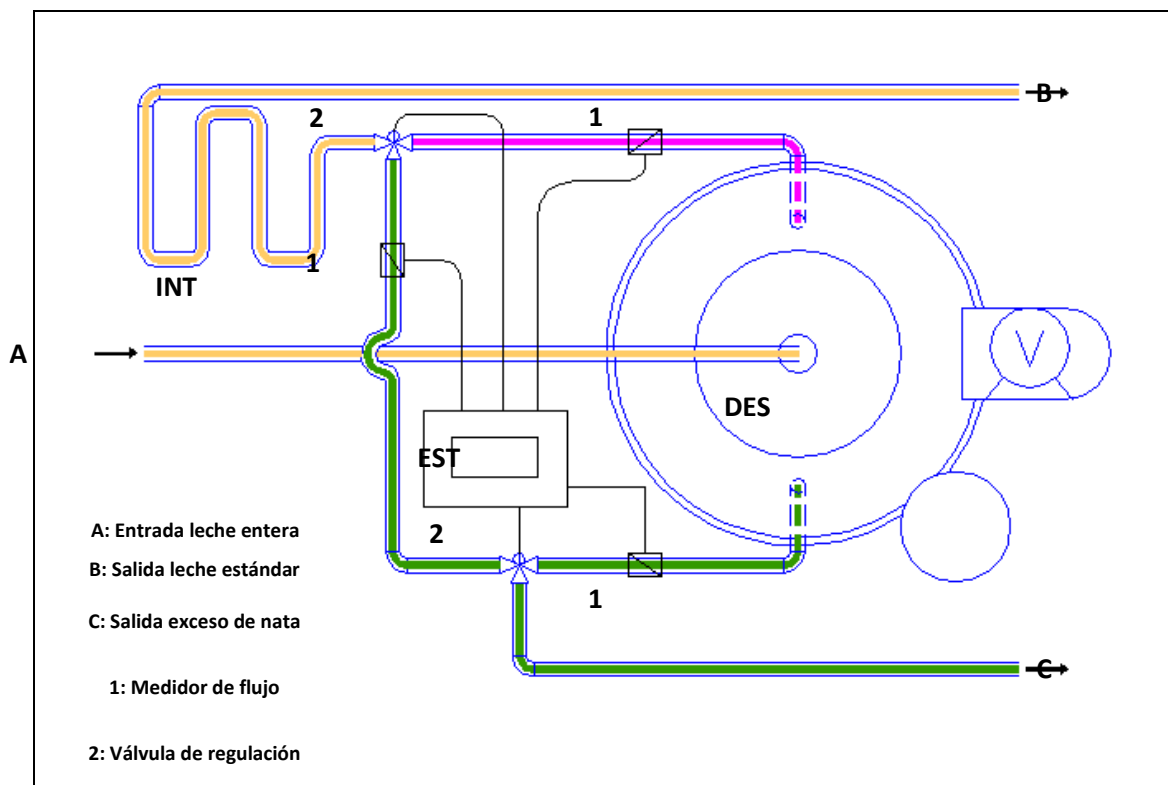 B
2
1
1
INT
A
V
DES
EST
2
A: Entrada leche entera
B: Salida leche estándar
1
C: Salida exceso de nata
C
1: Medidor de flujo
2: Válvula de regulación